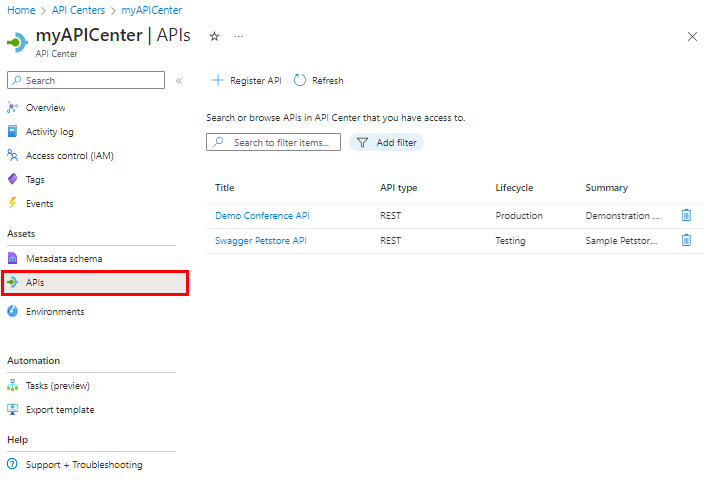 Home > API Centers > myAPICenter >
myAPICenter | APIs ☆ ...
API Center
Search «
Overview
Activity log
Access control (IAM)
Tags
Events
Assets
Metadata schema
APIs
Environments
Automation
Tasks (preview)
Export template
Help
Support + Troubleshooting
+ Register API Refresh
Search or browse APIs in API Center that you have access to.
Search to filter items... Add filter
Title API type Lifecycle Summary
Demo Conference API REST Production Demonstration ...
Swagger Petstore API REST Testing Sample Petstor...